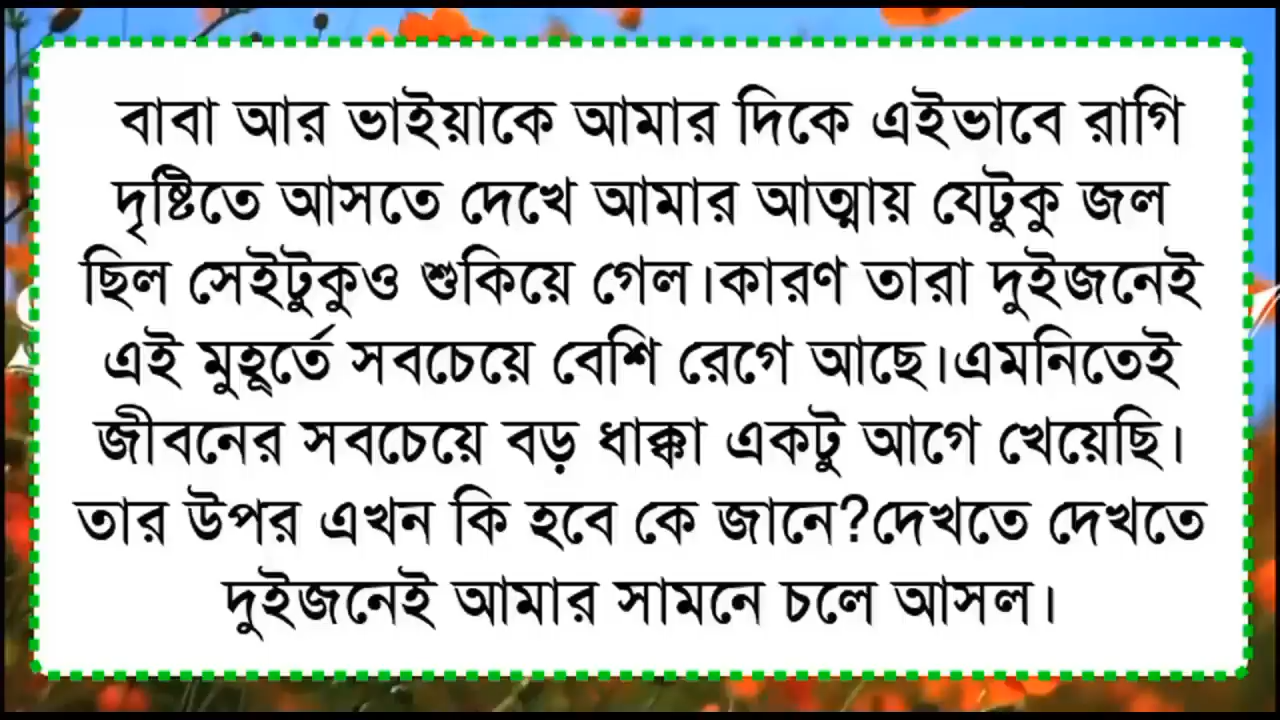 বাবা আর ভাইয়াকে আমার দিকে এইভাবে রাগি
দৃষ্টিতে আসতে দেখে আমার আত্মায় যেটুকু জল
ছিল সেইটুকুও শুকিয়ে গেল।কারণ তারা দুইজনেই
এই মুহূর্তে সবচেয়ে বেশি রেগে আছে।এমনিতেই
জীবনের সবচেয়ে বড় ধাক্কা একটু আগে খেয়েছি।
তার উপর এখন কি হবে কে জানে?দেখতে দেখতে
দুইজনেই আমার সামনে চলে আসল।